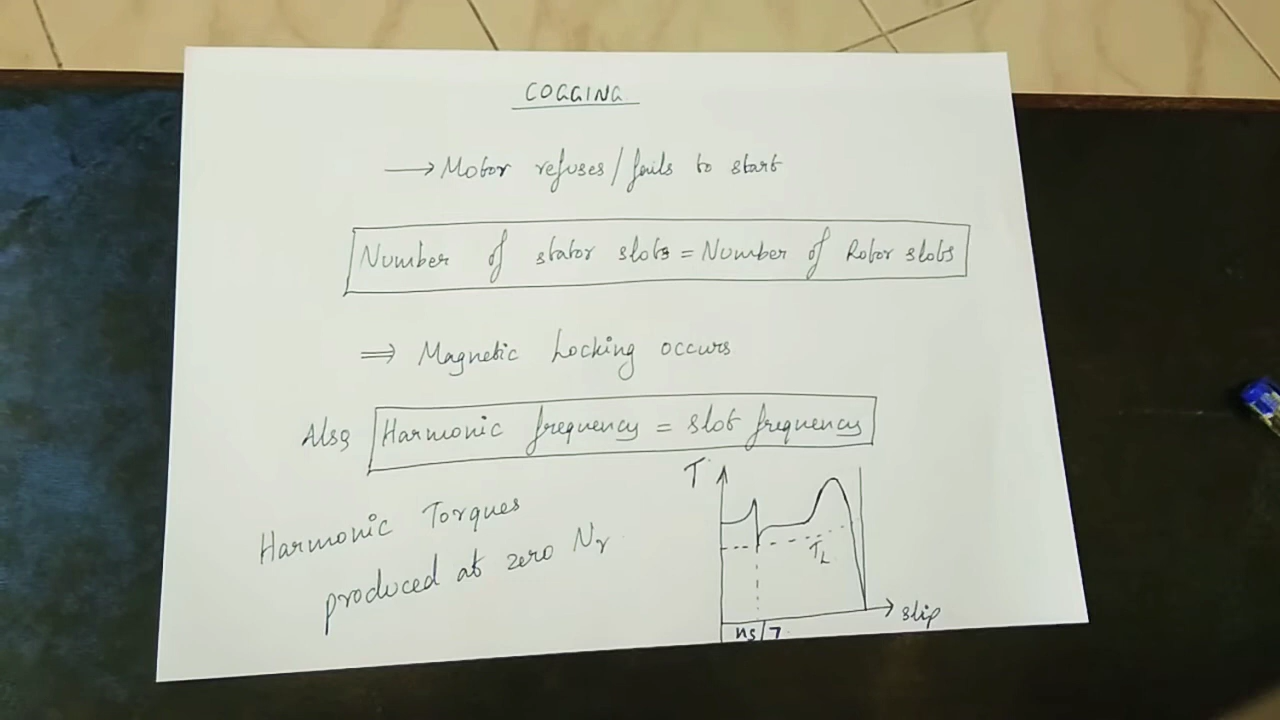 COGGING
→ Motor refuses/fails to start
Number of stator slots = Number of Rotor slots
⇒ Magnetic Locking occurs
Also Harmonic frequency = slot frequency
Harmonic Torques
produced at zero Nr
T
TL
slip
ns/7